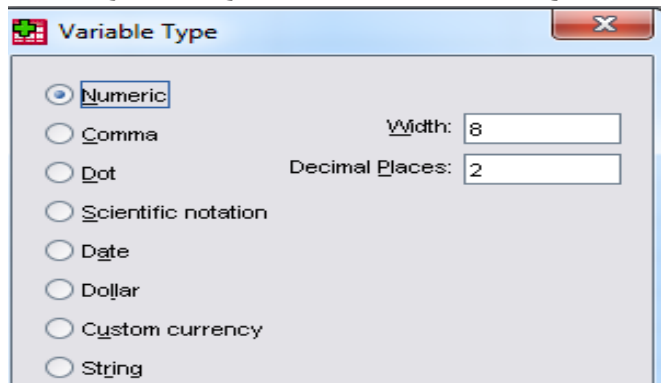 Variable Type
Numeric
Comma
Width: 8
Dot
Decimal Places: 2
Scientific notation
Date
Dollar
Custom currency
String